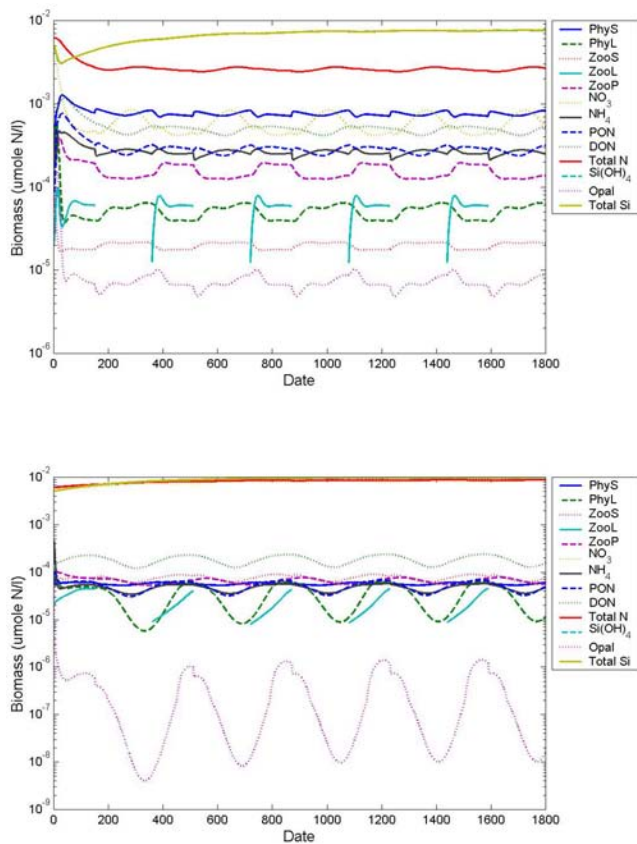 10⁻²
10⁻³
10⁻⁴
10⁻⁵
10⁻⁶
Biomass (umole N/l)
0 200 400 600 800 1000 1200 1400 1600 1800
Date
PhyS
PhyL
ZooS
ZooL
ZooP
NO₃
NH₄
PON
DON
Total N
Si(OH)₄
Opal
Total Si
10⁻²
10⁻³
10⁻⁴
10⁻⁵
10⁻⁶
10⁻⁷
10⁻⁸
10⁻⁹
Biomass (umole N/l)
0 200 400 600 800 1000 1200 1400 1600 1800
Date
PhyS
PhyL
ZooS
ZooL
ZooP
NO₃
NH₄
PON
DON
Total N
Si(OH)₄
Opal
Total Si